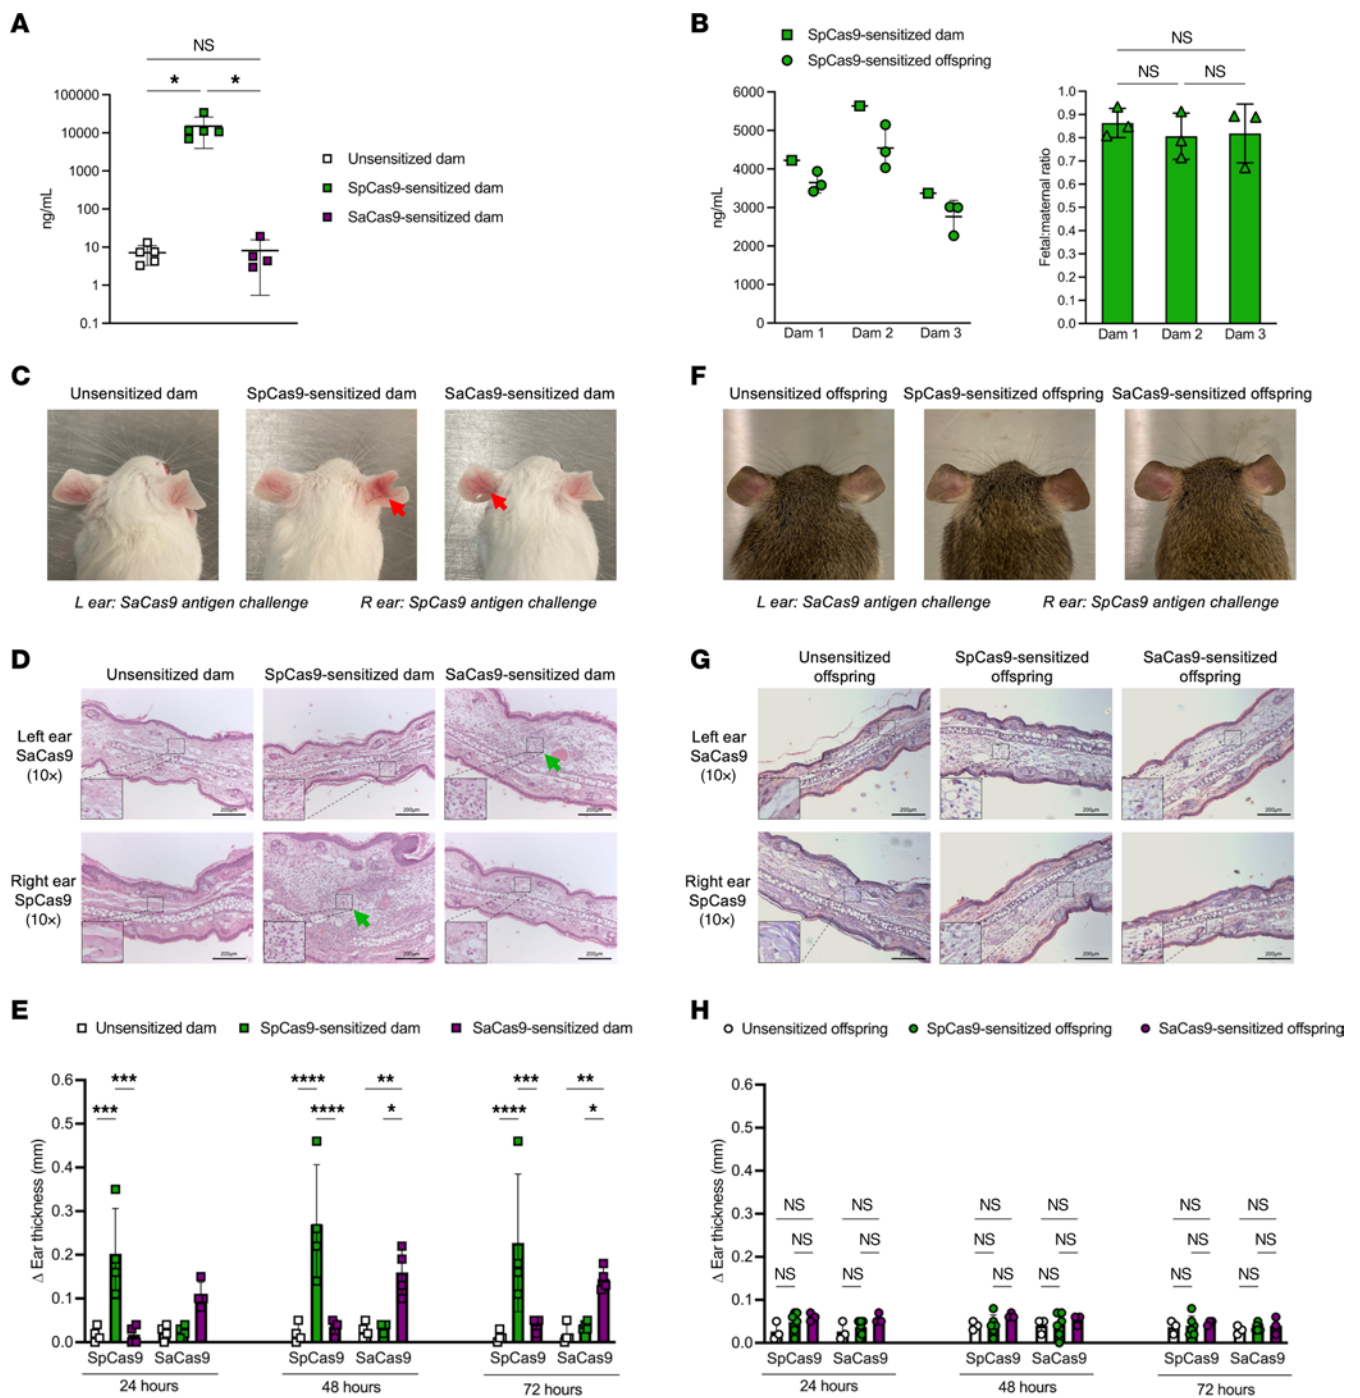 A
NS
* *
100000
10000
1000
100
10
1
0.1
ng/mL
Unsensitized dam
SpCas9-sensitized dam
SaCas9-sensitized dam
B
SpCas9-sensitized dam
SpCas9-sensitized offspring
6000
5000
4000
3000
2000
1000
0
ng/mL
Dam 1 Dam 2 Dam 3
NS
NS NS
1.0
0.9
0.8
0.7
0.6
0.5
0.4
0.3
0.2
0.1
0.0
Fetal:maternal ratio
Dam 1 Dam 2 Dam 3
C
Unsensitized dam SpCas9-sensitized dam SaCas9-sensitized dam
L ear: SaCas9 antigen challenge R ear: SpCas9 antigen challenge
F
Unsensitized offspring SpCas9-sensitized offspring SaCas9-sensitized offspring
L ear: SaCas9 antigen challenge R ear: SpCas9 antigen challenge
D
Unsensitized dam SpCas9-sensitized dam SaCas9-sensitized dam
Left ear
SaCas9
(10×)
200µm 200µm 200µm
Right ear
SpCas9
(10×)
200µm 200µm 200µm
G
Unsensitized
offspring
SpCas9-sensitized
offspring
SaCas9-sensitized
offspring
Left ear
SaCas9
(10×)
200µm 200µm 200µm
Right ear
SpCas9
(10×)
200µm 200µm 200µm
E
Unsensitized dam SpCas9-sensitized dam SaCas9-sensitized dam
0.6
0.5
0.4
0.3
0.2
0.1
0.0
Δ Ear thickness (mm)
*** **** ** *** **
*** **** * **** *
SpCas9 SaCas9 SpCas9 SaCas9 SpCas9 SaCas9
24 hours 48 hours 72 hours
H
Unsensitized offspring SpCas9-sensitized offspring SaCas9-sensitized offspring
0.6
0.5
0.4
0.3
0.2
0.1
0.0
Δ Ear thickness (mm)
NS NS NS NS NS NS
NS NS NS NS NS NS
NS NS NS NS NS NS
SpCas9 SaCas9 SpCas9 SaCas9 SpCas9 SaCas9
24 hours 48 hours 72 hours